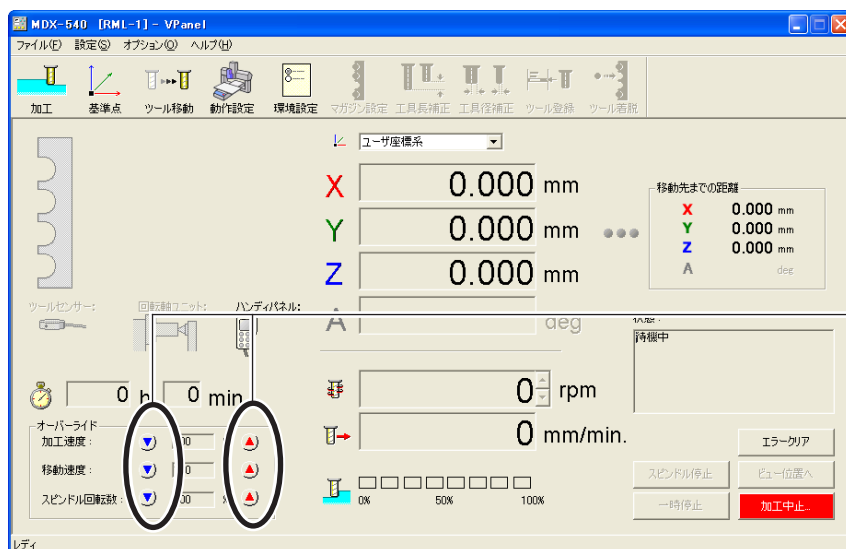 MDX-540 [RML-1] - VPanel
ファイル(F) 設定(S) オプション(O) ヘルプ(H)
加工 基準点 ツール移動 動作設定 環境設定 マガジン設定 工具長補正 工具径補正 ツール登録 ツール着脱
ユーザ座標系
X 0.000 mm
Y 0.000 mm
Z 0.000 mm
A deg
移動先までの距離
X 0.000 mm
Y 0.000 mm
Z 0.000 mm
A deg
ツールセンサー: 回転軸ユニット: ハンディパネル:
状態:
待機中
0 h 0 min
0 rpm
0 mm/min.
オーバーライド
加工速度:
移動速度:
スピンドル回転数:
0% 50% 100%
エラークリア
スピンドル停止 ビュー位置へ
一時停止 加工中止...
レディ